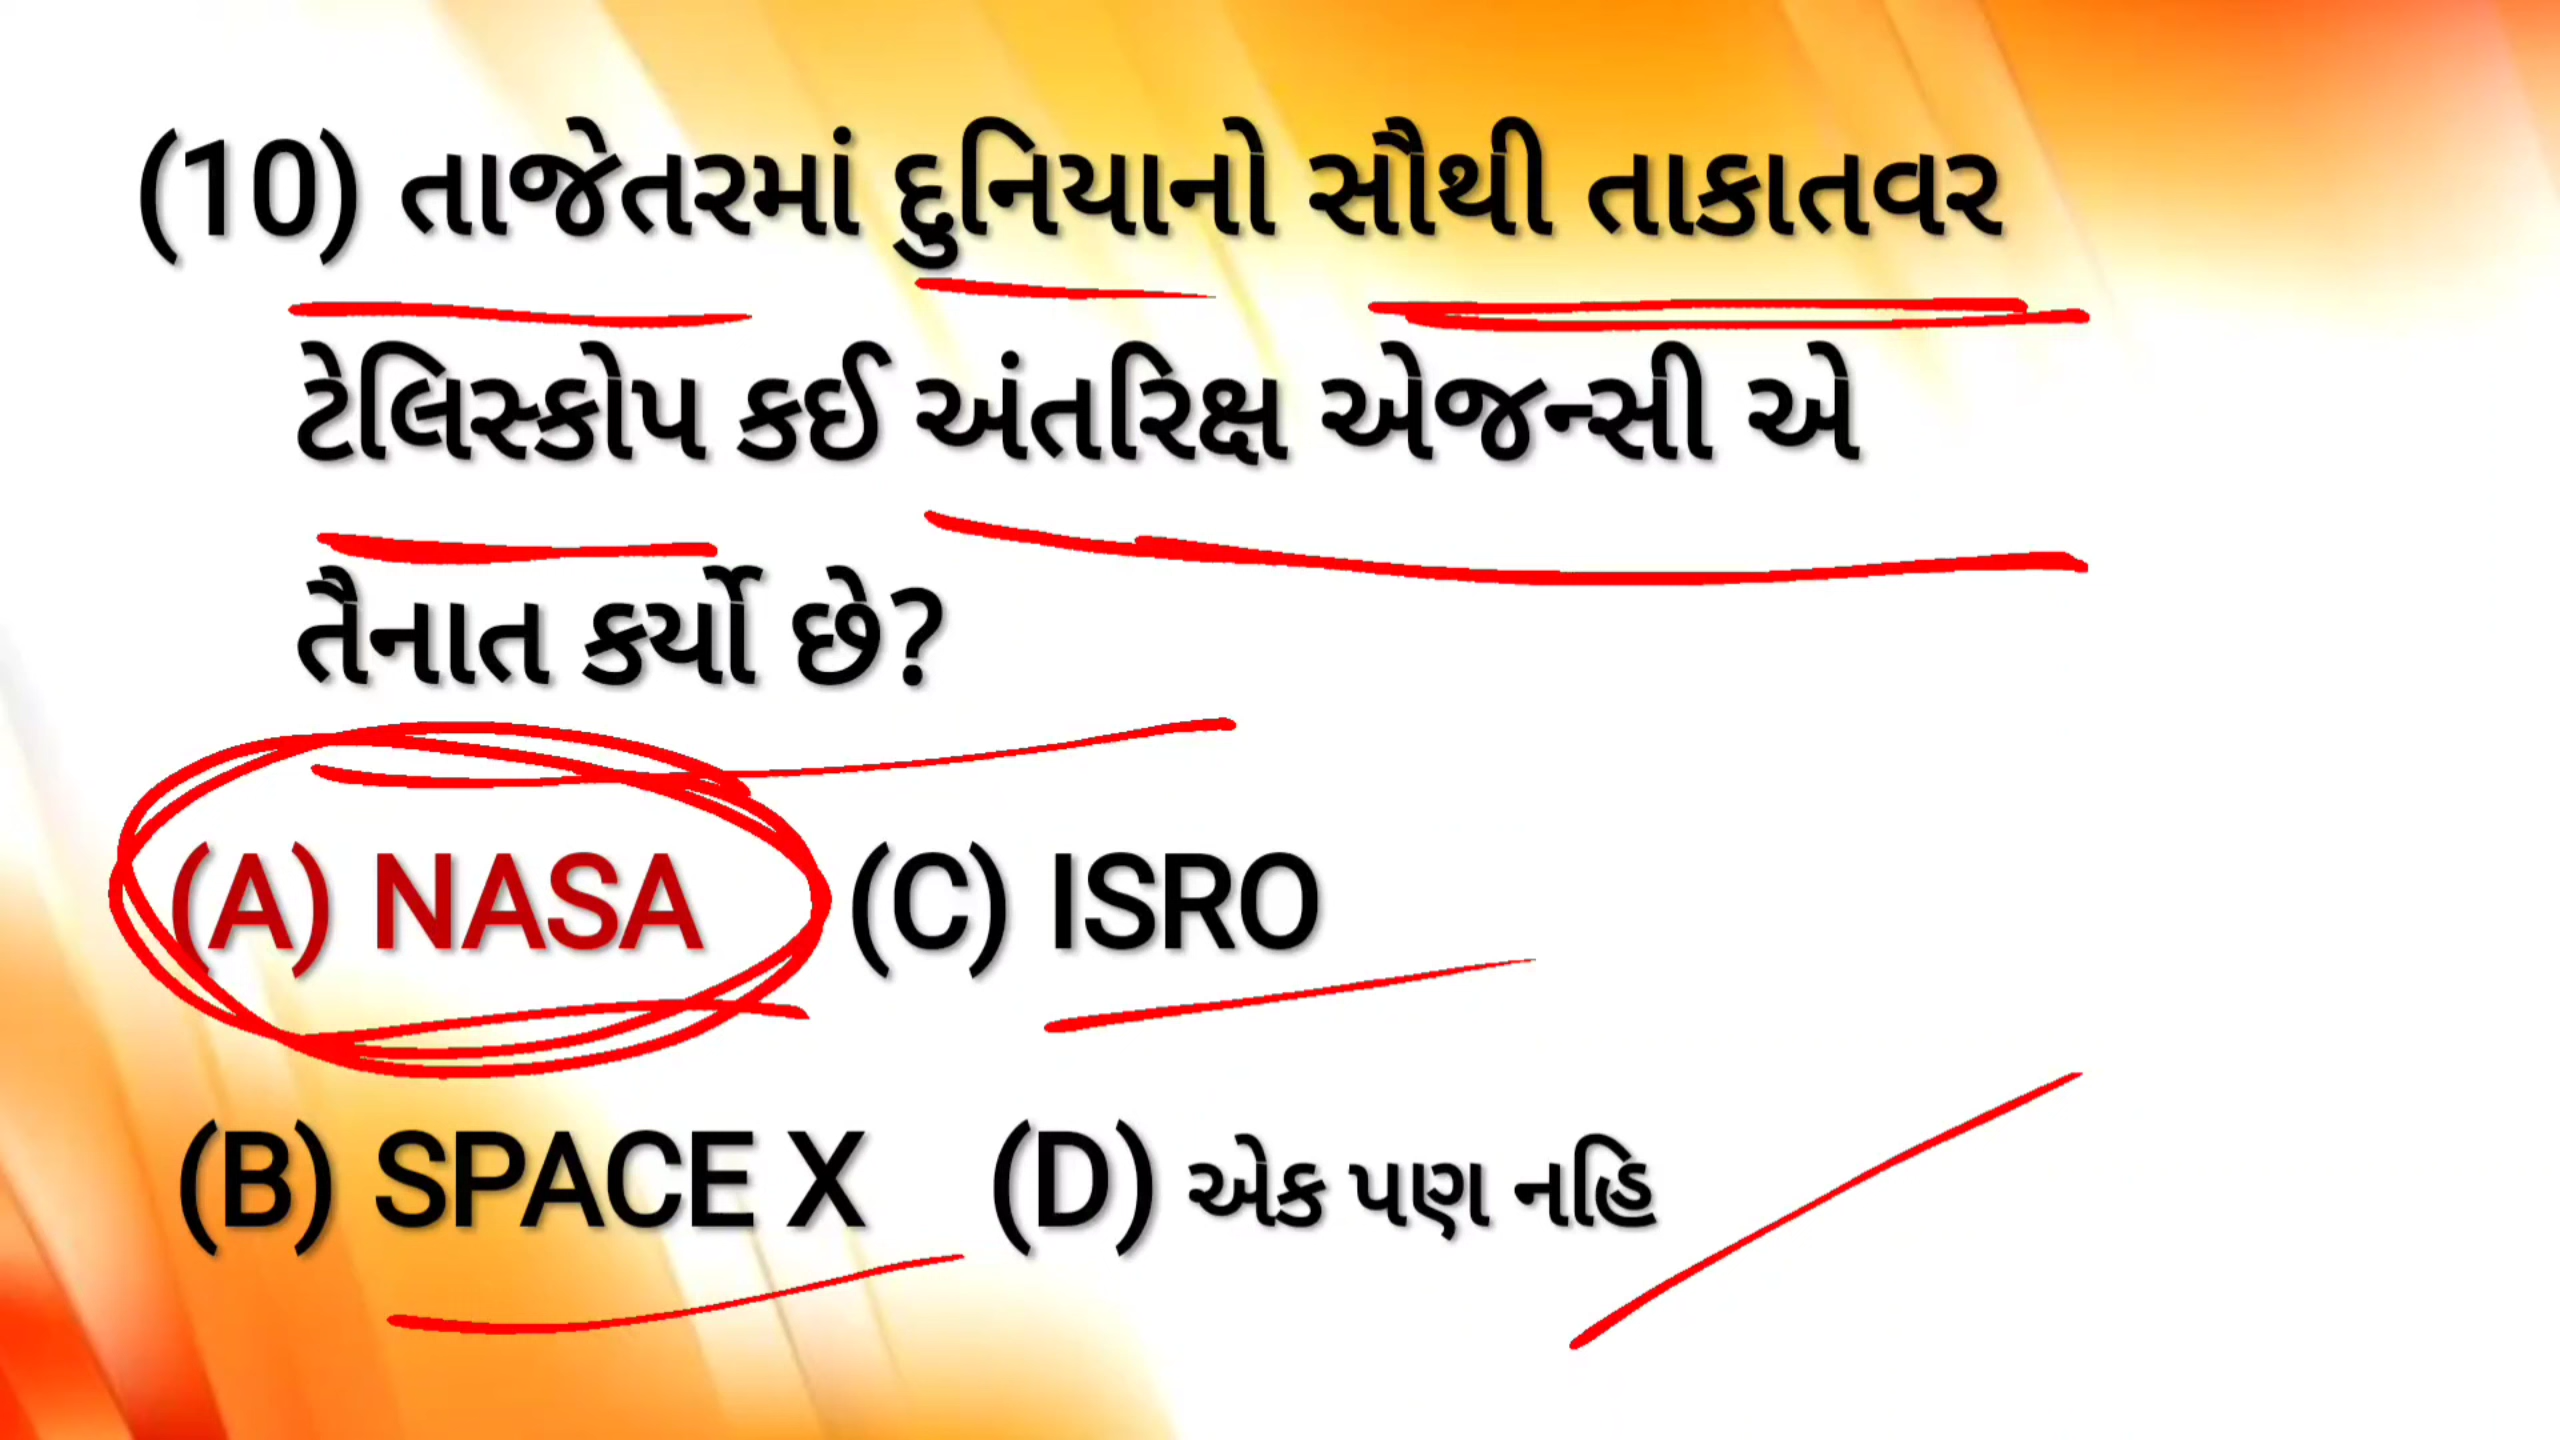 (10) તાજેતરમાં દુનિયાનો સૌથી તાકાતવર
ટેલિસ્કોપ કઈ અંતરિક્ષ એજન્સી એ
તૈનાત કર્યો છે?
(A) NASA (C) ISRO
(B) SPACE X (D) એક પણ નહિ